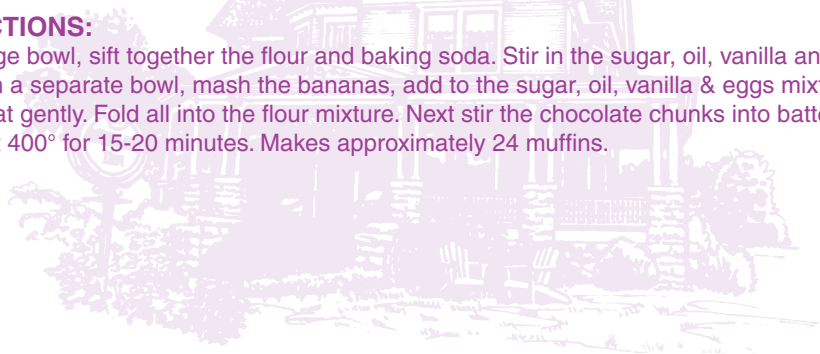 CTIONS:
ge bowl, sift together the flour and baking soda. Stir in the sugar, oil, vanilla an
a separate bowl, mash the bananas, add to the sugar, oil, vanilla & eggs mixt
at gently. Fold all into the flour mixture. Next stir the chocolate chunks into batte
400° for 15-20 minutes. Makes approximately 24 muffins.